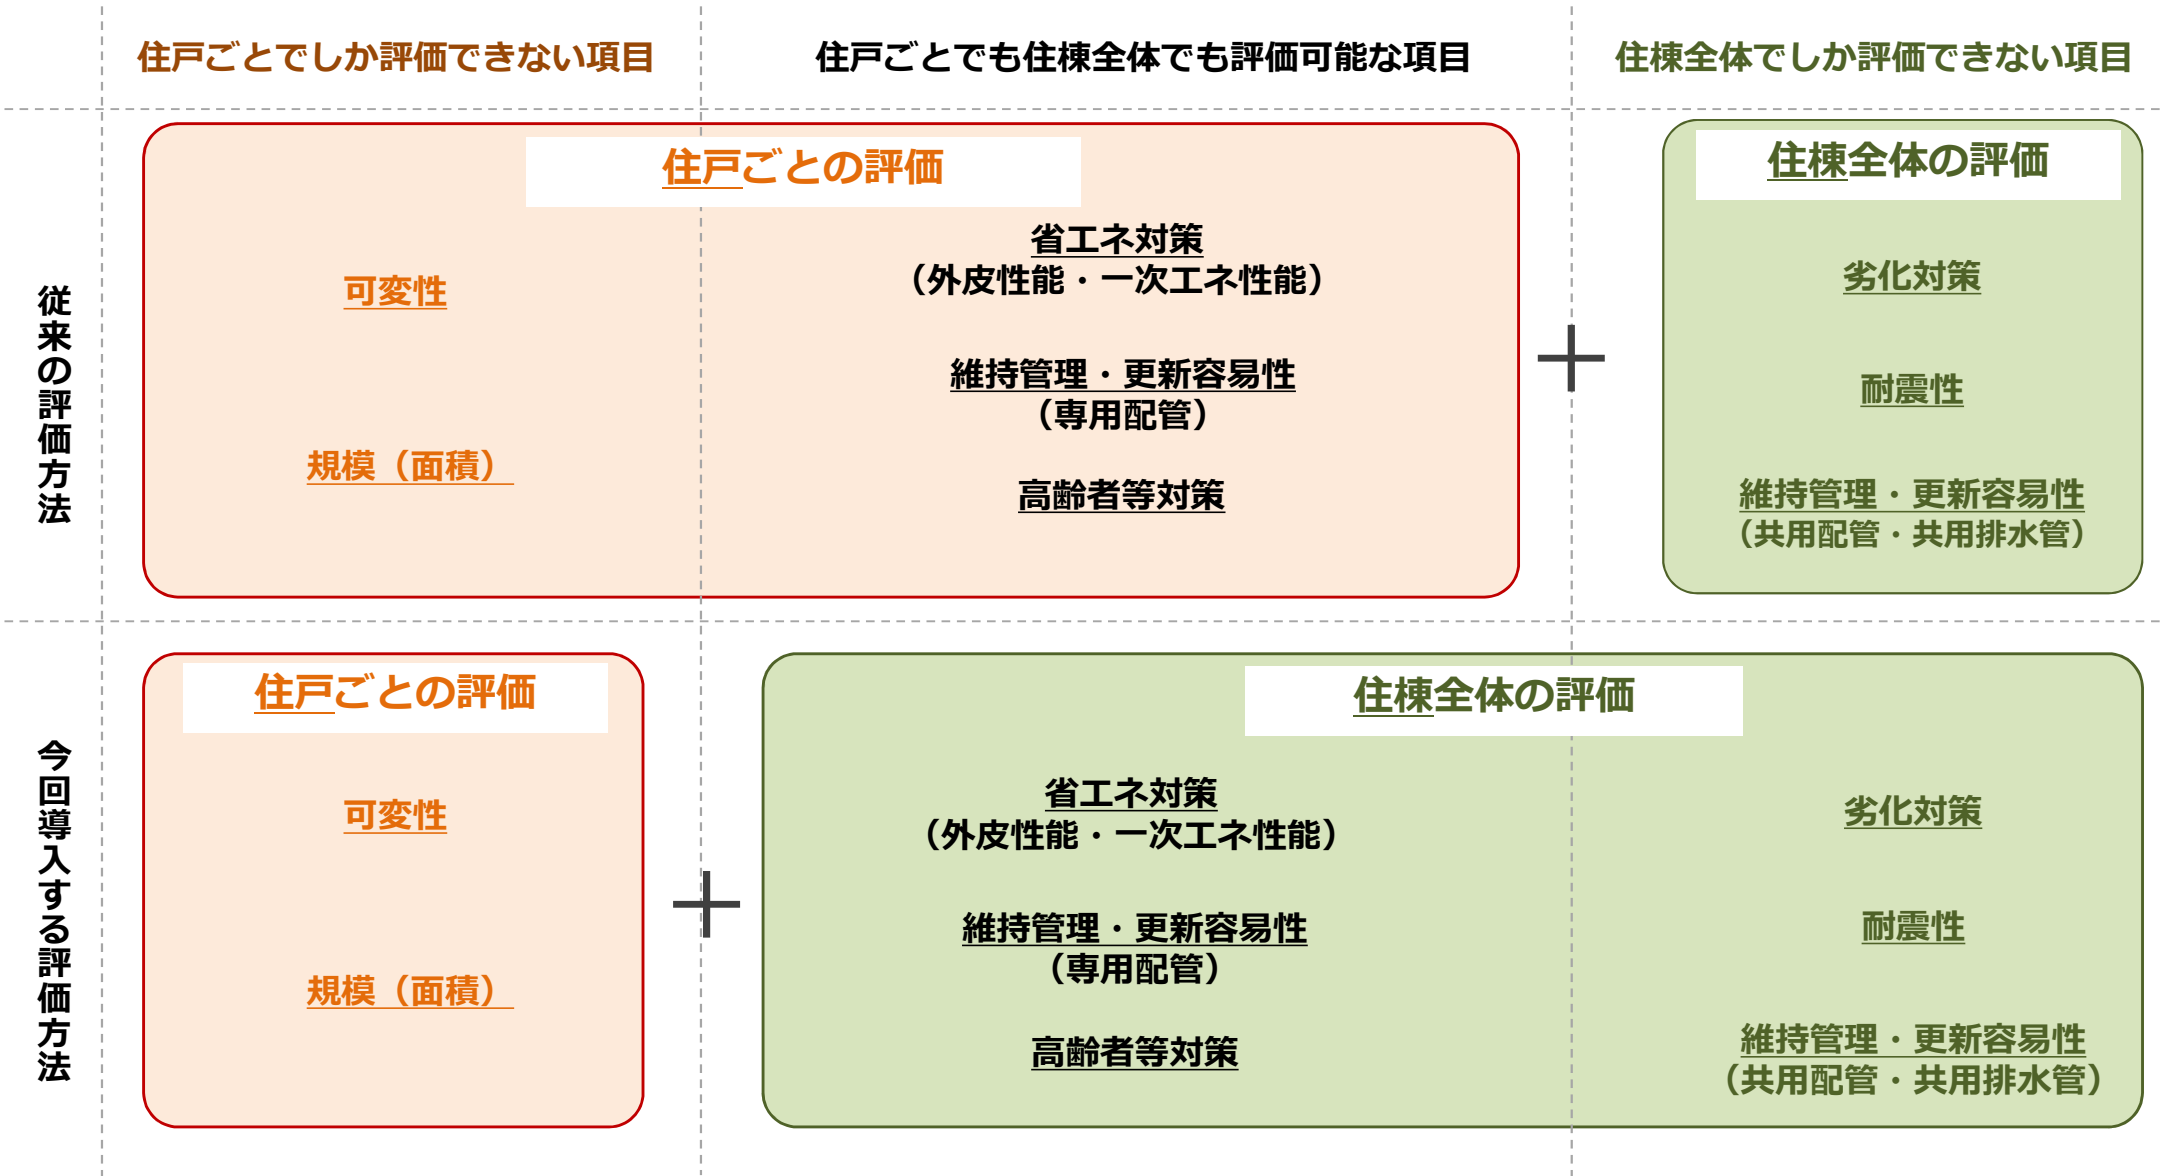 住戸ごとでしか評価できない項目
住戸ごとでも住棟全体でも評価可能な項目
住棟全体でしか評価できない項目
従来の評価方法
住戸ごとの評価
可変性
規模（面積）
省エネ対策
（外皮性能・一次エネ性能）
維持管理・更新容易性
（専用配管）
高齢者等対策
＋
住棟全体の評価
劣化対策
耐震性
維持管理・更新容易性
（共用配管・共用排水管）
今回導入する評価方法
住戸ごとの評価
可変性
規模（面積）
＋
住棟全体の評価
省エネ対策
（外皮性能・一次エネ性能）
維持管理・更新容易性
（専用配管）
高齢者等対策
劣化対策
耐震性
維持管理・更新容易性
（共用配管・共用排水管）